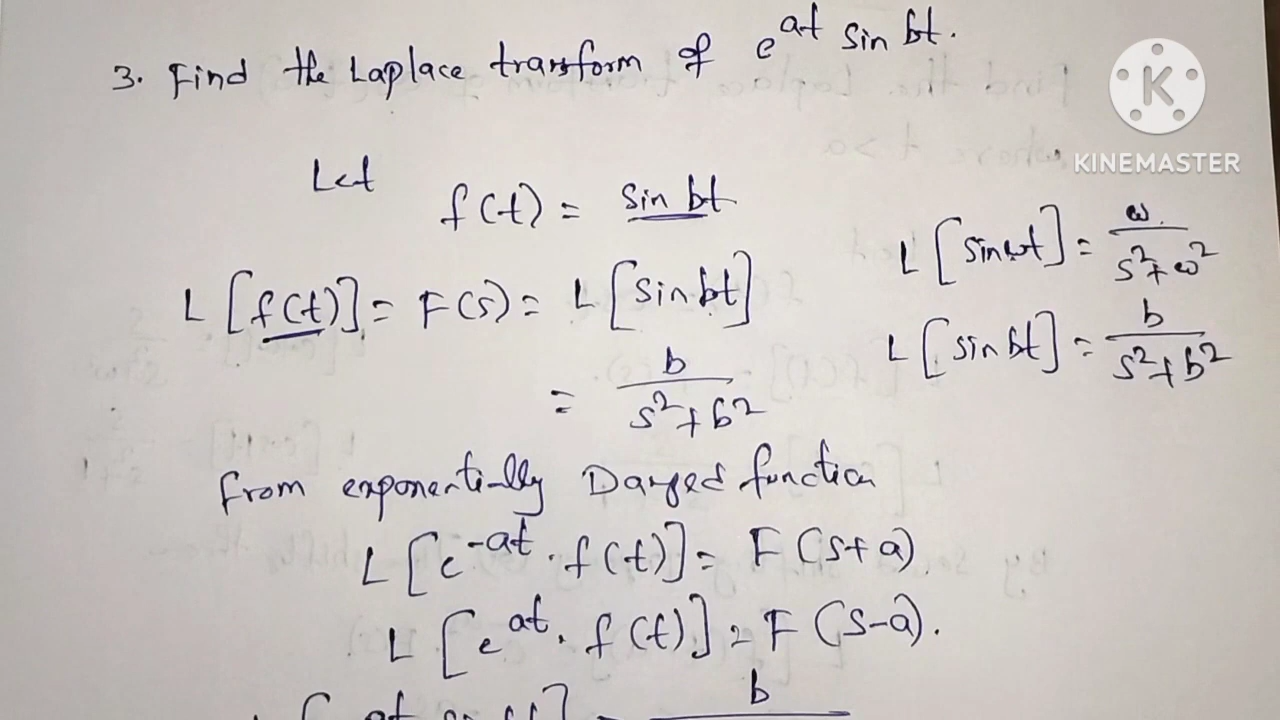 3. Find the Laplace transform of e^at sin bt.
K
KINEMASTER
Let
f(t) = sin bt
L[f(t)] = F(s) = L[sin bt]
= b / s²+b²
L[sin ωt] = ω / s²+ω²
L[sin bt] = b / s²+b²
From exponentially function
L[e^-at . f(t)] = F(s+a)
L[e^at . f(t)] = F(s-a).
b